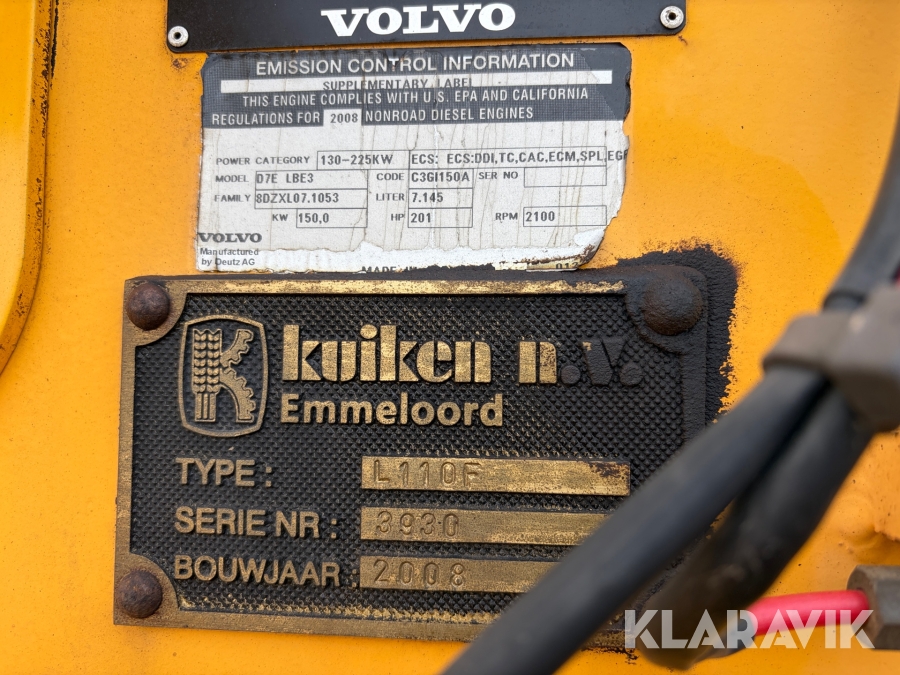 VOLVO
EMISSION CONTROL INFORMATION
SUPPLEMENTARY LABEL
THIS ENGINE COMPLIES WITH U.S. EPA AND CALIFORNIA
REGULATIONS FOR 2008 NONROAD DIESEL ENGINES
POWER CATEGORY 130-225KW ECS: ECS:DDI,TC,CAC,ECM,SPL,EGR
MODEL D7E LBE3 CODE C3GI150A SER NO
FAMILY 8DZXL07.1053 LITER 7.145
KW 150,0 HP 201 RPM 2100
VOLVO
Manufactured
by Deutz AG
MADE
kuiken n.v.
Emmeloord
TYPE: L110F
SERIE NR: 3930
BOUWJAAR: 2008
KLARAVIK